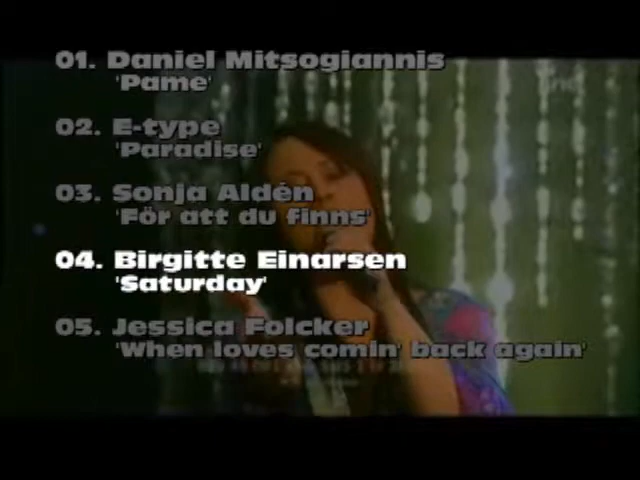 01. Daniel Mitsogiannis
'Pame'
02. E-type
'Paradise'
03. Sonja Aldén
'För att du finns'
04. Birgitte Einarsen
'Saturday'
05. Jessica Folcker
'When loves comin' back again'